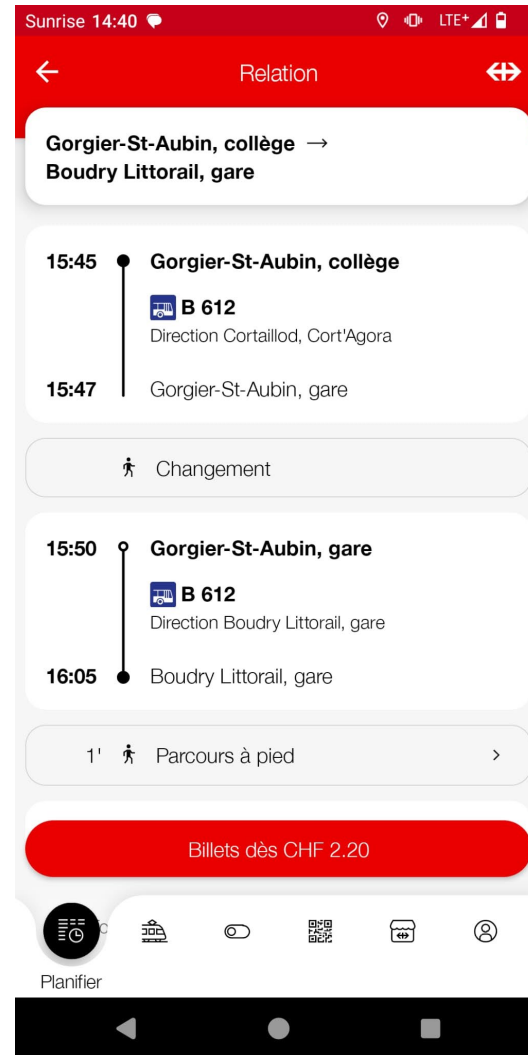 Sunrise 14:40 LTE+
Relation
Gorgier-St-Aubin, collège →
Boudry Littorail, gare
15:45 Gorgier-St-Aubin, collège
B 612
Direction Cortaillod, Cort'Agora
15:47 Gorgier-St-Aubin, gare
Changement
15:50 Gorgier-St-Aubin, gare
B 612
Direction Boudry Littorail, gare
16:05 Boudry Littorail, gare
1' Parcours à pied
Billets dès CHF 2.20
Planifier